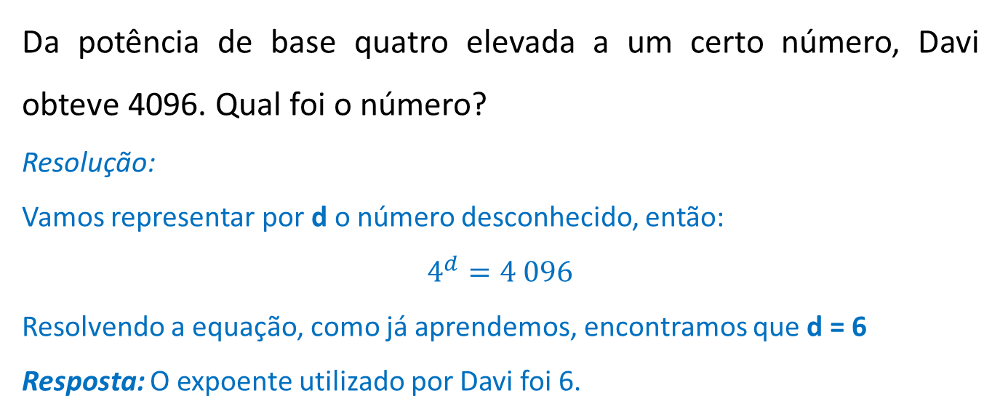 Da potência de base quatro elevada a um certo número, Davi
obteve 4096. Qual foi o número?
Resolução:
Vamos representar por d o número desconhecido, então:
4^d = 4 096
Resolvendo a equação, como já aprendemos, encontramos que d = 6
Resposta: O expoente utilizado por Davi foi 6.